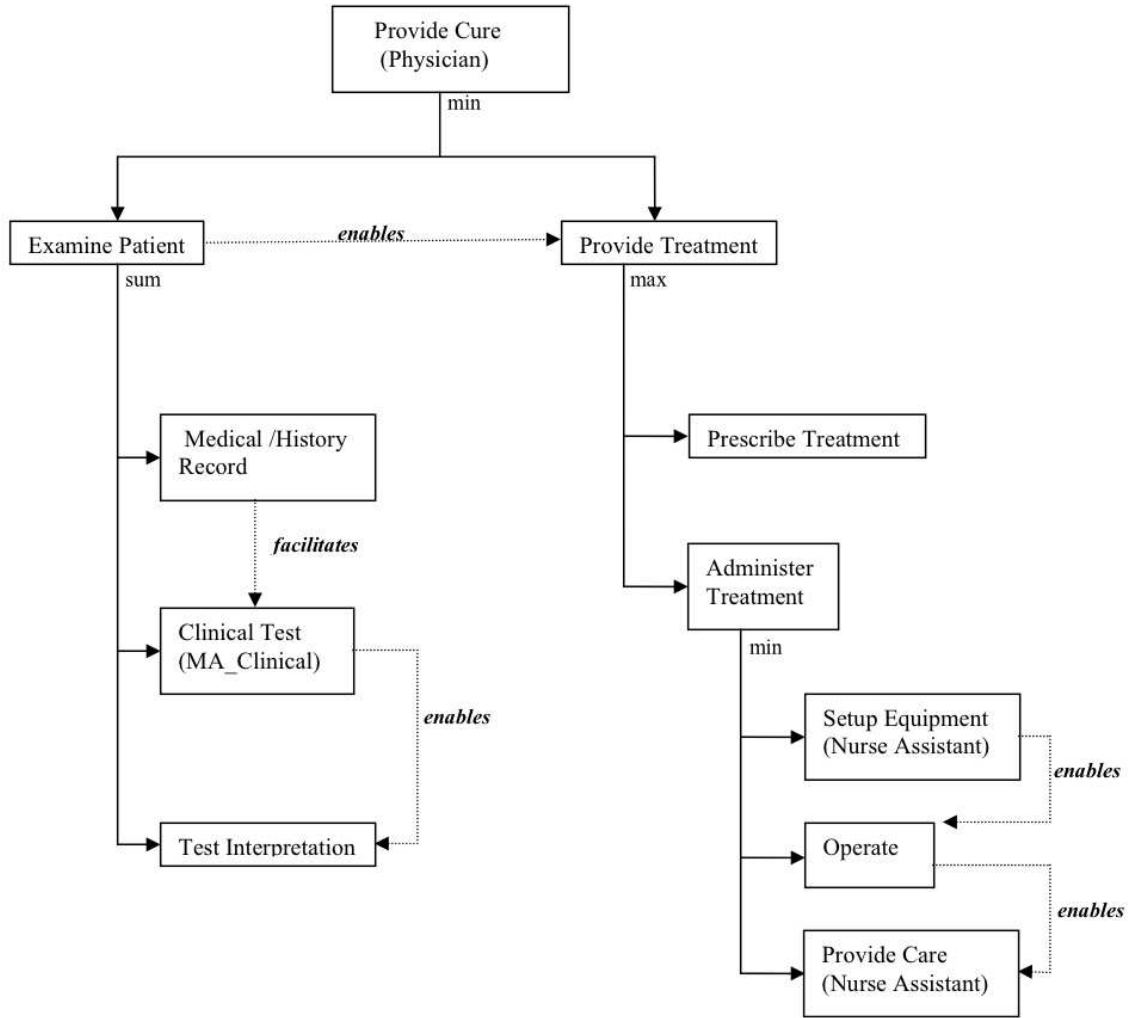 Provide Cure
(Physician)
min
Examine Patient
enables
Provide Treatment
sum
max
Medical /History
Record
Prescribe Treatment
facilitates
Administer
Treatment
Clinical Test
(MA_Clinical)
min
enables
Setup Equipment
(Nurse Assistant)
enables
Test Interpretation
Operate
enables
Provide Care
(Nurse Assistant)